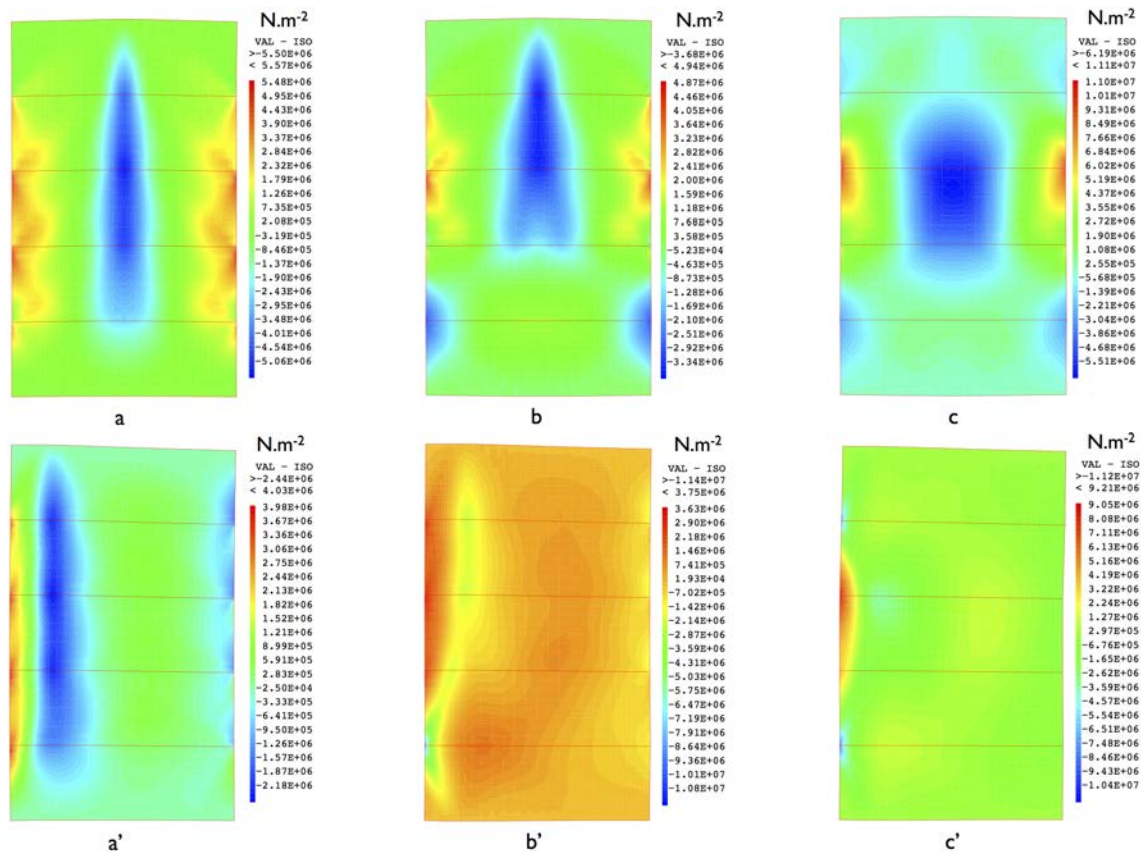 N.m-2
VAL - ISO
>-5.50E+06
< 5.57E+06
5.48E+06
4.95E+06
4.43E+06
3.90E+06
3.37E+06
2.84E+06
2.32E+06
1.79E+06
1.26E+06
7.35E+05
2.08E+05
-3.19E+05
-8.46E+05
-1.37E+06
-1.90E+06
-2.43E+06
-2.95E+06
-3.48E+06
-4.01E+06
-4.54E+06
-5.06E+06
a
N.m-2
VAL - ISO
>-3.68E+06
< 4.94E+06
4.87E+06
4.46E+06
4.05E+06
3.64E+06
3.23E+06
2.82E+06
2.41E+06
2.00E+06
1.59E+06
1.18E+06
7.68E+05
3.58E+05
-5.23E+04
-4.63E+05
-8.73E+05
-1.28E+06
-1.69E+06
-2.10E+06
-2.51E+06
-2.92E+06
-3.34E+06
b
N.m-2
VAL - ISO
>-6.19E+06
< 1.11E+07
1.10E+07
1.01E+07
9.31E+06
8.49E+06
7.66E+06
6.84E+06
6.02E+06
5.19E+06
4.37E+06
3.55E+06
2.72E+06
1.90E+06
1.08E+06
2.55E+05
-5.68E+05
-1.39E+06
-2.21E+06
-3.04E+06
-3.86E+06
-4.68E+06
-5.51E+06
c
N.m-2
VAL - ISO
>-2.44E+06
< 4.03E+06
3.98E+06
3.67E+06
3.36E+06
3.06E+06
2.75E+06
2.44E+06
2.13E+06
1.82E+06
1.52E+06
1.21E+06
8.99E+05
5.91E+05
2.83E+05
-2.50E+04
-3.33E+05
-6.41E+05
-9.50E+05
-1.26E+06
-1.57E+06
-1.87E+06
-2.18E+06
a'
N.m-2
VAL - ISO
>-1.14E+07
< 3.75E+06
3.63E+06
2.90E+06
2.18E+06
1.46E+06
7.41E+05
1.93E+04
-7.02E+05
-1.42E+06
-2.14E+06
-2.87E+06
-3.59E+06
-4.31E+06
-5.03E+06
-5.75E+06
-6.47E+06
-7.19E+06
-7.91E+06
-8.64E+06
-9.36E+06
-1.01E+07
-1.08E+07
b'
N.m-2
VAL - ISO
>-1.12E+07
< 9.21E+06
9.05E+06
8.08E+06
7.11E+06
6.13E+06
5.16E+06
4.19E+06
3.22E+06
2.24E+06
1.27E+06
2.97E+05
-6.76E+05
-1.65E+06
-2.62E+06
-3.59E+06
-4.57E+06
-5.54E+06
-6.51E+06
-7.48E+06
-8.46E+06
-9.43E+06
-1.04E+07
c'